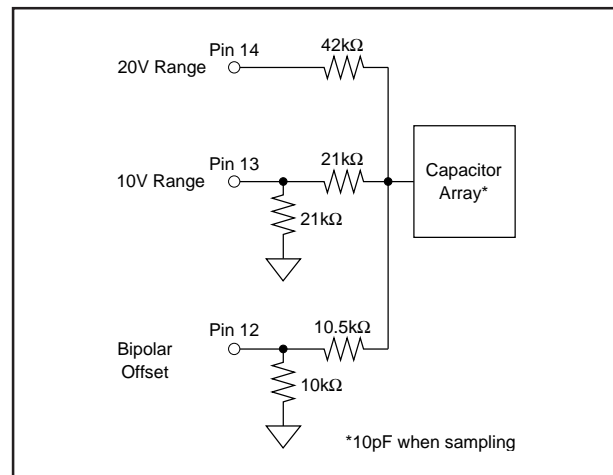 Pin 14
42kΩ
20V Range
Pin 13
21kΩ
10V Range
Capacitor
Array*
21kΩ
Pin 12
10.5kΩ
Bipolar
Offset
10kΩ
*10pF when sampling